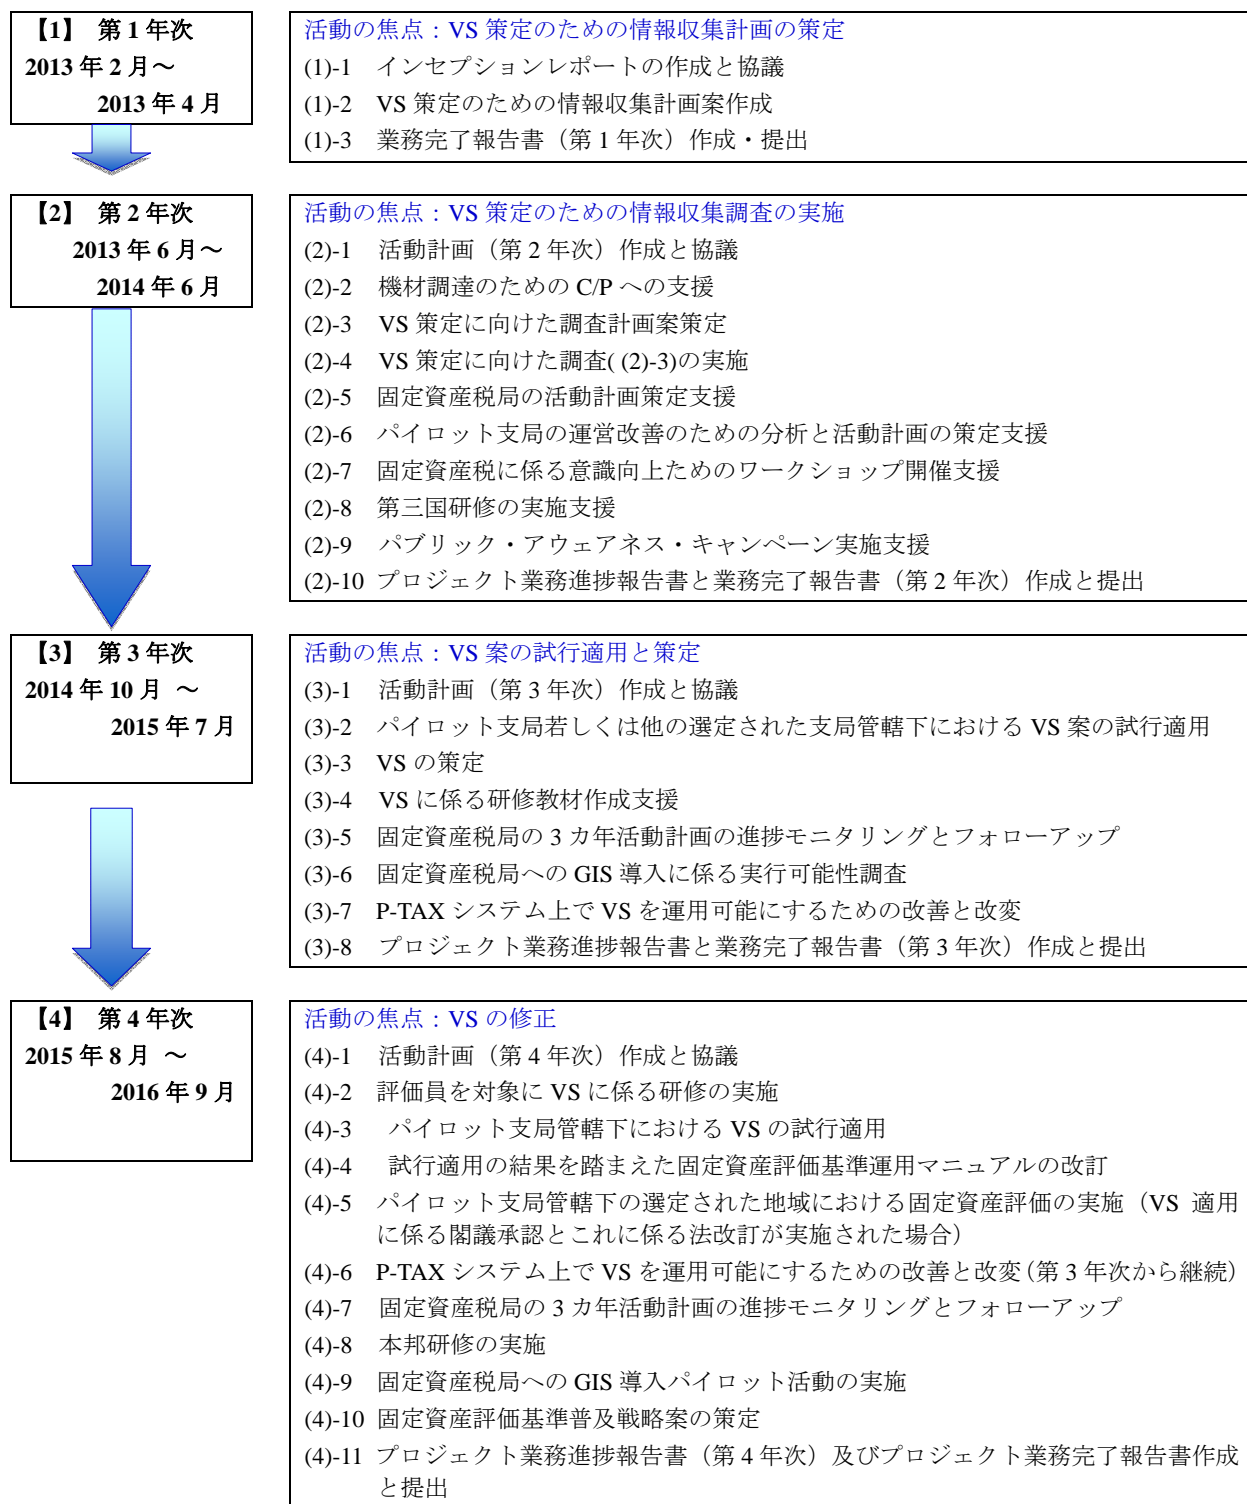 【1】 第 1 年次
2013 年 2 月～
2013 年 4 月
活動の焦点：VS 策定のための情報収集計画の策定
(1)-1 インセプションレポートの作成と協議
(1)-2 VS 策定のための情報収集計画案作成
(1)-3 業務完了報告書（第 1 年次）作成・提出
【2】 第 2 年次
2013 年 6 月～
2014 年 6 月
活動の焦点：VS 策定のための情報収集調査の実施
(2)-1 活動計画（第 2 年次）作成と協議
(2)-2 機材調達のための C/P への支援
(2)-3 VS 策定に向けた調査計画案策定
(2)-4 VS 策定に向けた調査( (2)-3)の実施
(2)-5 固定資産税局の活動計画策定支援
(2)-6 パイロット支局の運営改善のための分析と活動計画の策定支援
(2)-7 固定資産税に係る意識向上ためのワークショップ開催支援
(2)-8 第三国研修の実施支援
(2)-9 パブリック・アウェアネス・キャンペーン実施支援
(2)-10 プロジェクト業務進捗報告書と業務完了報告書（第 2 年次）作成と提出
【3】 第 3 年次
2014 年 10 月 ～
2015 年 7 月
活動の焦点：VS 案の試行適用と策定
(3)-1 活動計画（第 3 年次）作成と協議
(3)-2 パイロット支局若しくは他の選定された支局管轄下における VS 案の試行適用
(3)-3 VS の策定
(3)-4 VS に係る研修教材作成支援
(3)-5 固定資産税局の 3 カ年活動計画の進捗モニタリングとフォローアップ
(3)-6 固定資産税局への GIS 導入に係る実行可能性調査
(3)-7 P-TAX システム上で VS を運用可能にするための改善と改変
(3)-8 プロジェクト業務進捗報告書と業務完了報告書（第 3 年次）作成と提出
【4】 第 4 年次
2015 年 8 月 ～
2016 年 9 月
活動の焦点：VS の修正
(4)-1 活動計画（第 4 年次）作成と協議
(4)-2 評価員を対象に VS に係る研修の実施
(4)-3 パイロット支局管轄下における VS の試行適用
(4)-4 試行適用の結果を踏まえた固定資産評価基準運用マニュアルの改訂
(4)-5 パイロット支局管轄下の選定された地域における固定資産評価の実施（VS 適用
に係る閣議承認とこれに係る法改訂が実施された場合）
(4)-6 P-TAX システム上で VS を運用可能にするための改善と改変（第 3 年次から継続）
(4)-7 固定資産税局の 3 カ年活動計画の進捗モニタリングとフォローアップ
(4)-8 本邦研修の実施
(4)-9 固定資産税局への GIS 導入パイロット活動の実施
(4)-10 固定資産評価基準普及戦略案の策定
(4)-11 プロジェクト業務進捗報告書（第 4 年次）及びプロジェクト業務完了報告書作成
と提出